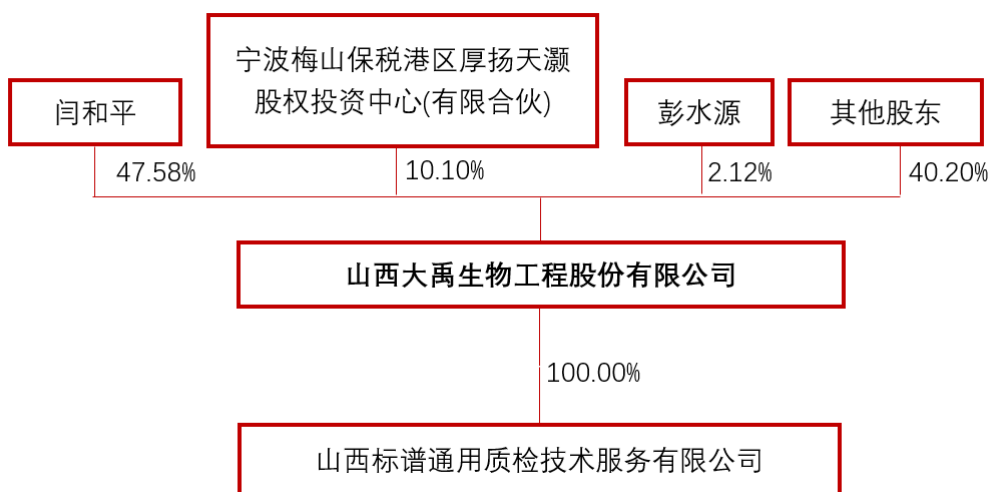 宁波梅山保税港区厚扬天灏
股权投资中心(有限合伙)
闫和平
彭水源
其他股东
47.58%
10.10%
2.12%
40.20%
山西大禹生物工程股份有限公司
100.00%
山西标谱通用质检技术服务有限公司